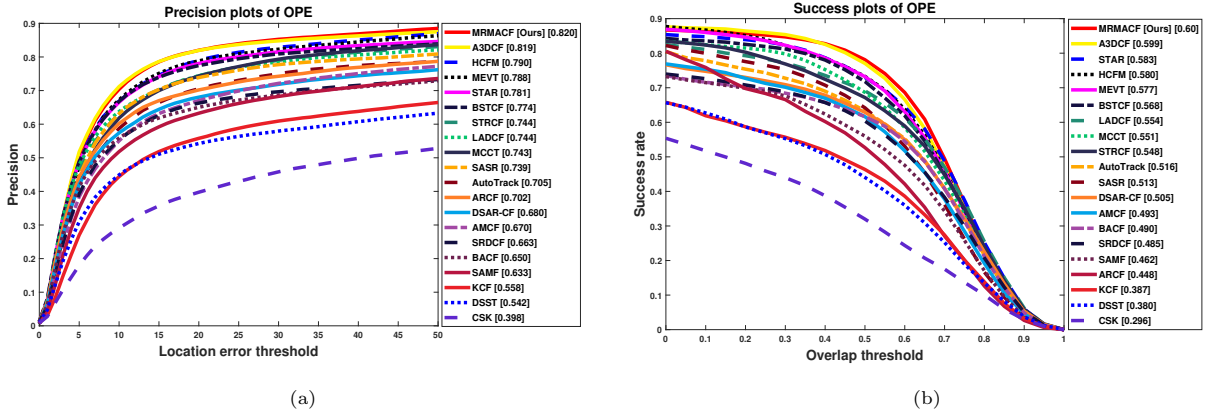 Precision plots of OPE
Precision
0.9
0.8
0.7
0.6
0.5
0.4
0.3
0.2
0.1
0
0 5 10 15 20 25 30 35 40 45 50
Location error threshold
MRMACF [Ours] [0.820]
A3DCF [0.819]
HCFM [0.790]
MEVT [0.788]
STAR [0.781]
BSTCF [0.774]
STRCF [0.744]
LADCF [0.744]
MCCT [0.743]
SASR [0.739]
AutoTrack [0.705]
ARCF [0.702]
DSAR-CF [0.680]
AMCF [0.670]
SRDCF [0.663]
BACF [0.650]
SAMF [0.633]
KCF [0.558]
DSST [0.542]
CSK [0.398]
(a)
Success plots of OPE
Success rate
0.9
0.8
0.7
0.6
0.5
0.4
0.3
0.2
0.1
0
0 0.1 0.2 0.3 0.4 0.5 0.6 0.7 0.8 0.9 1
Overlap threshold
MRMACF [Ours] [0.60]
A3DCF [0.599]
STAR [0.583]
HCFM [0.580]
MEVT [0.577]
BSTCF [0.568]
LADCF [0.554]
MCCT [0.551]
STRCF [0.548]
AutoTrack [0.516]
SASR [0.513]
DSAR-CF [0.505]
AMCF [0.493]
BACF [0.490]
SRDCF [0.485]
SAMF [0.462]
ARCF [0.448]
KCF [0.387]
DSST [0.380]
CSK [0.296]
(b)